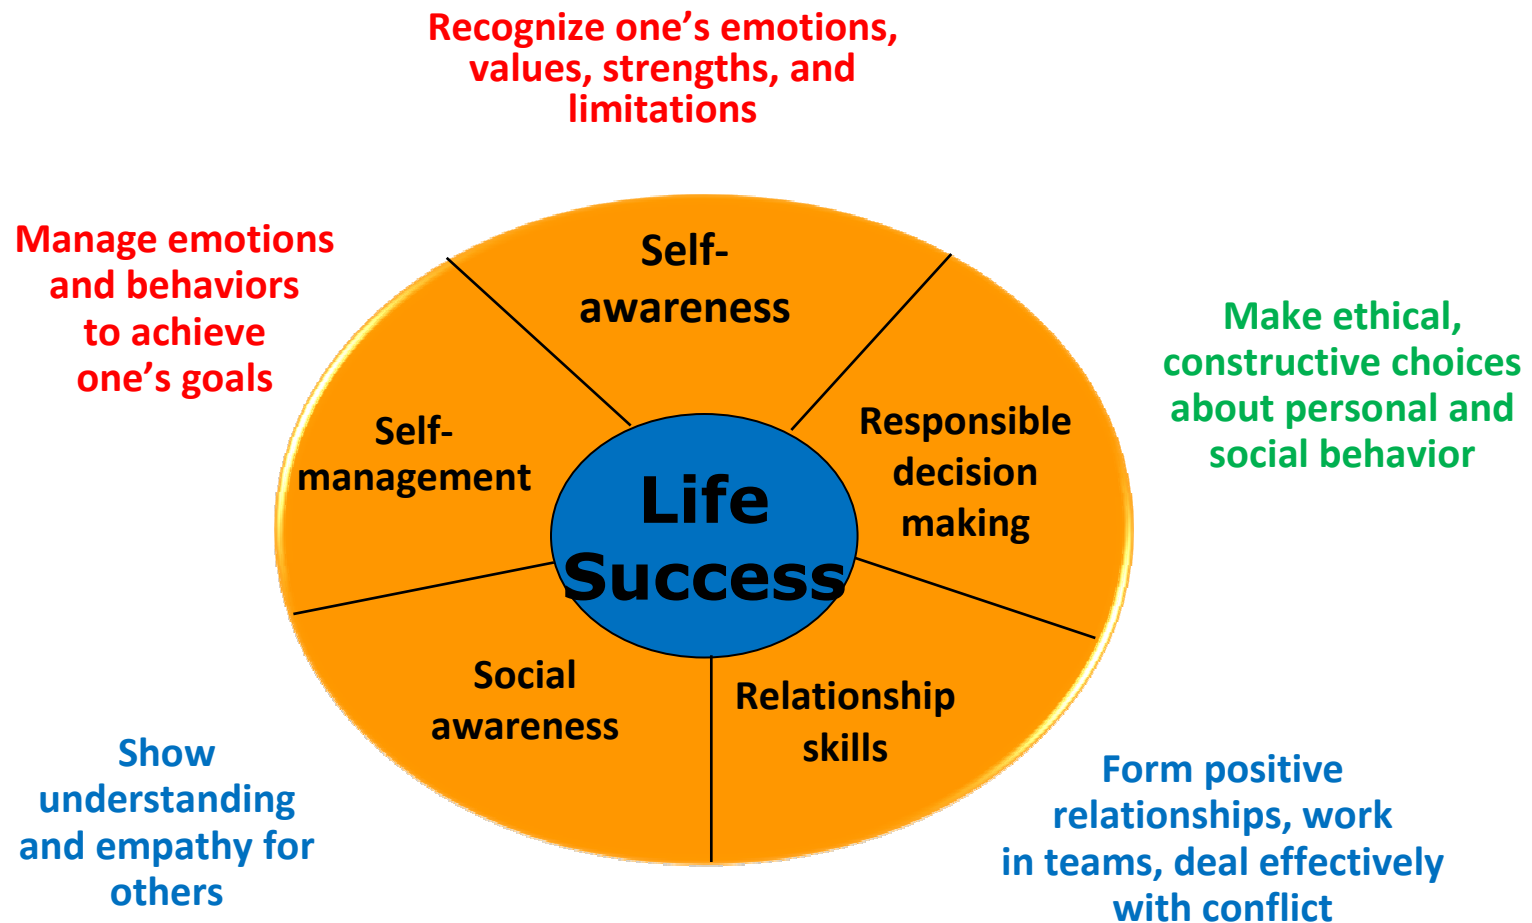 Recognize one’s emotions,
values, strengths, and
limitations
Manage emotions
and behaviors
to achieve
one’s goals
Self-
awareness
Make ethical,
constructive choices
about personal and
social behavior
Self-
management
Responsible
decision
making
Life
Success
Social
awareness
Relationship
skills
Show
understanding
and empathy for
others
Form positive
relationships, work
in teams, deal effectively
with conflict